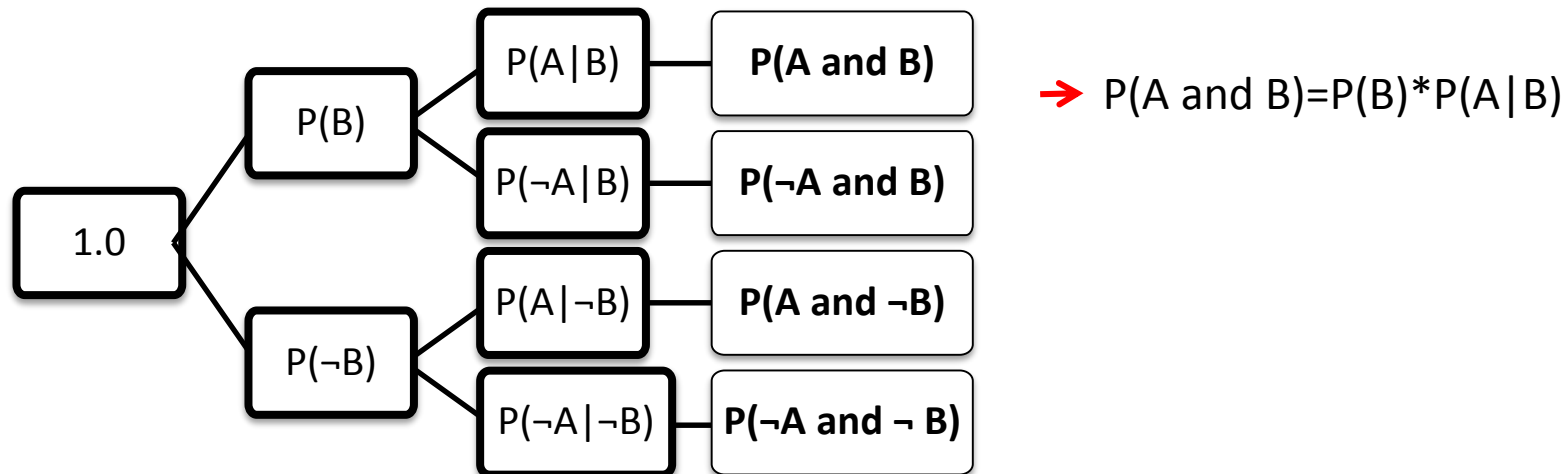 1.0
P(B)
P(¬B)
P(A|B)
P(¬A|B)
P(A|¬B)
P(¬A|¬B)
P(A and B)
P(¬A and B)
P(A and ¬B)
P(¬A and ¬ B)
P(A and B)=P(B)*P(A|B)